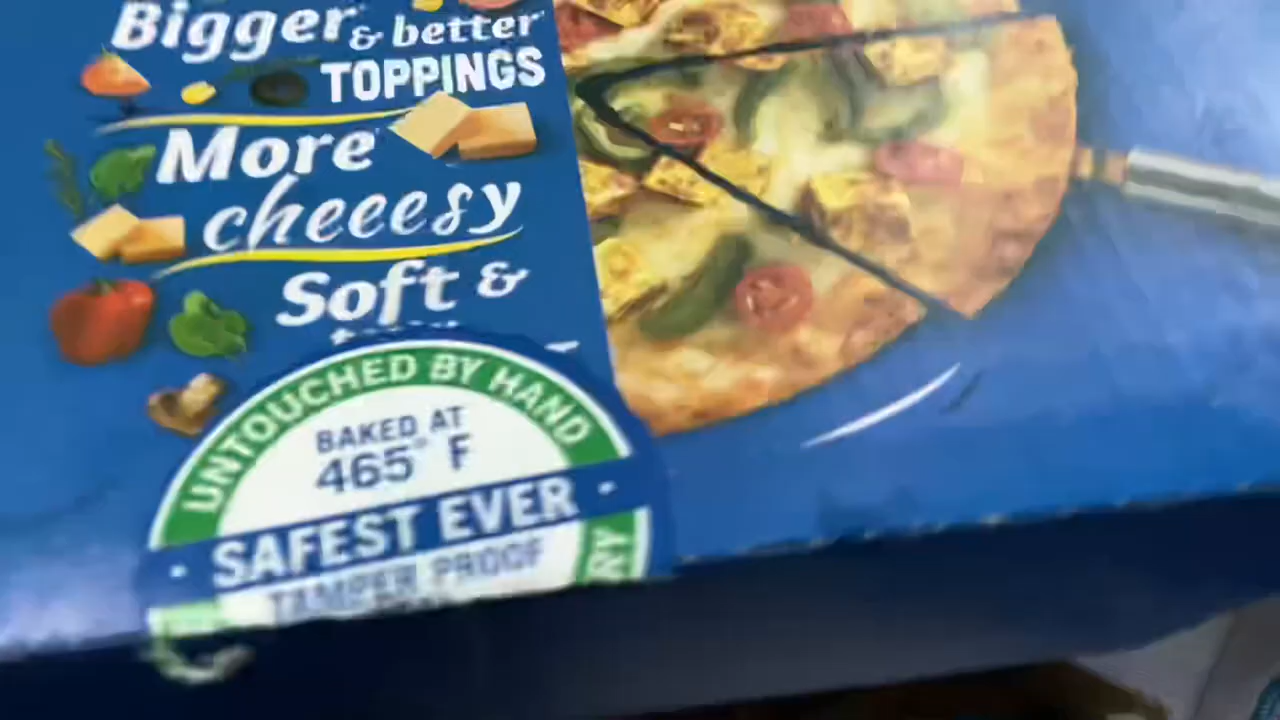 Bigger & better
TOPPINGS
More
cheeesy
Soft &
UNTOUCHED BY HAND
BAKED AT
465° F
SAFEST EVER
TAMPER PROOF